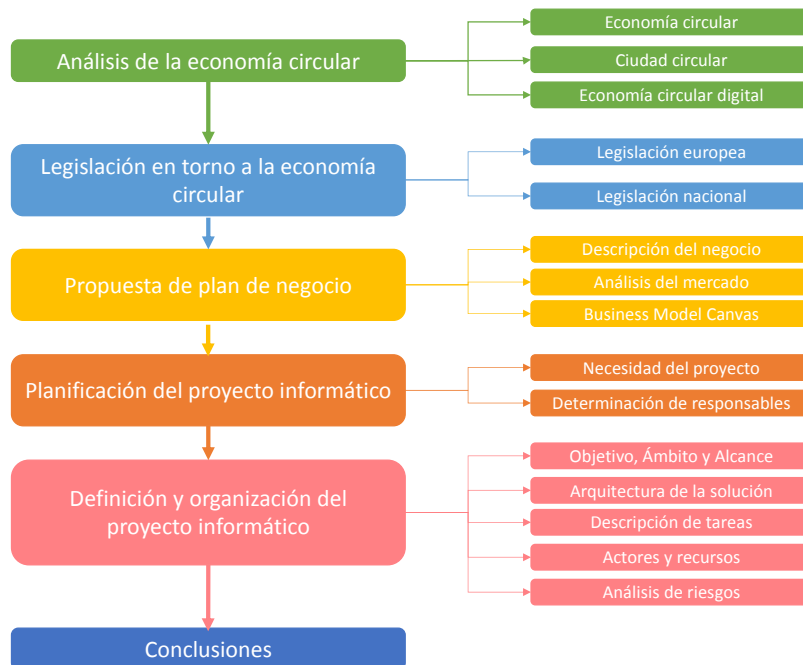 Análisis de la economía circular
Economía circular
Ciudad circular
Economía circular digital
Legislación en torno a la economía
circular
Legislación europea
Legislación nacional
Propuesta de plan de negocio
Descripción del negocio
Análisis del mercado
Business Model Canvas
Planificación del proyecto informático
Necesidad del proyecto
Determinación de responsables
Definición y organización del
proyecto informático
Objetivo, Ámbito y Alcance
Arquitectura de la solución
Descripción de tareas
Actores y recursos
Análisis de riesgos
Conclusiones